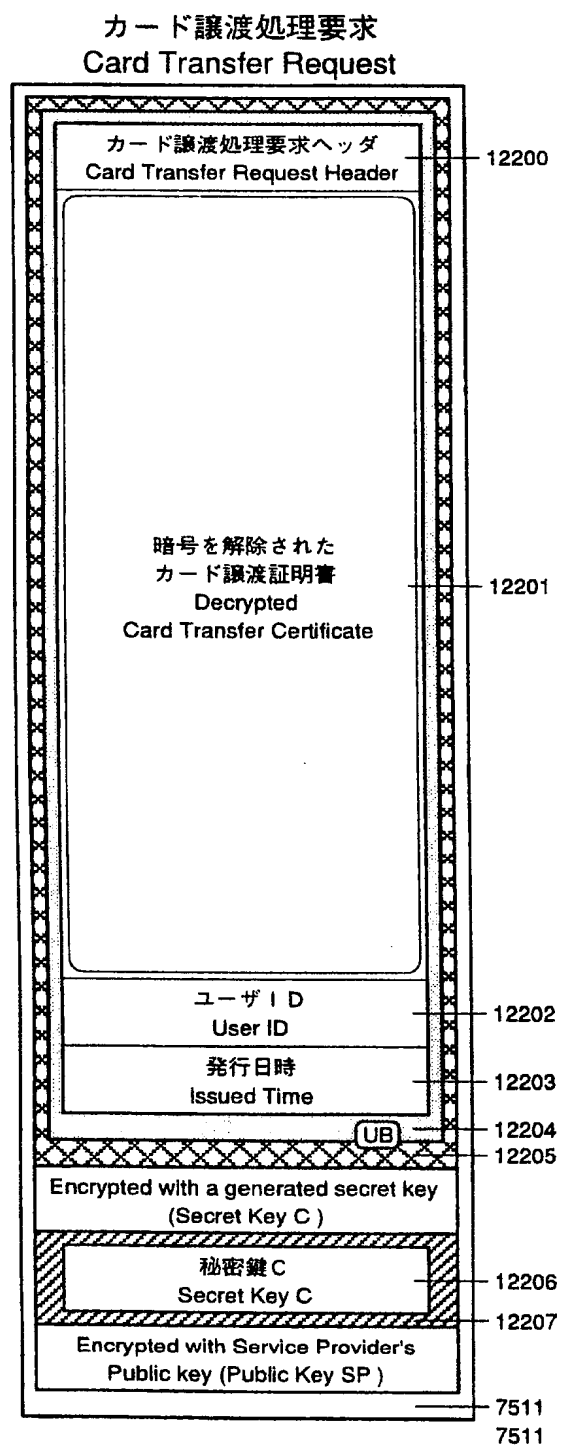 カード譲渡処理要求
Card Transfer Request
カード譲渡処理要求ヘッダ
Card Transfer Request Header
12200
暗号を解除された
カード譲渡証明書
Decrypted
Card Transfer Certificate
12201
ユーザID
User ID
12202
発行日時
Issued Time
12203
UB
12204
12205
Encrypted with a generated secret key
(Secret Key C )
秘密鍵C
Secret Key C
12206
12207
Encrypted with Service Provider's
Public key (Public Key SP )
7511
7511